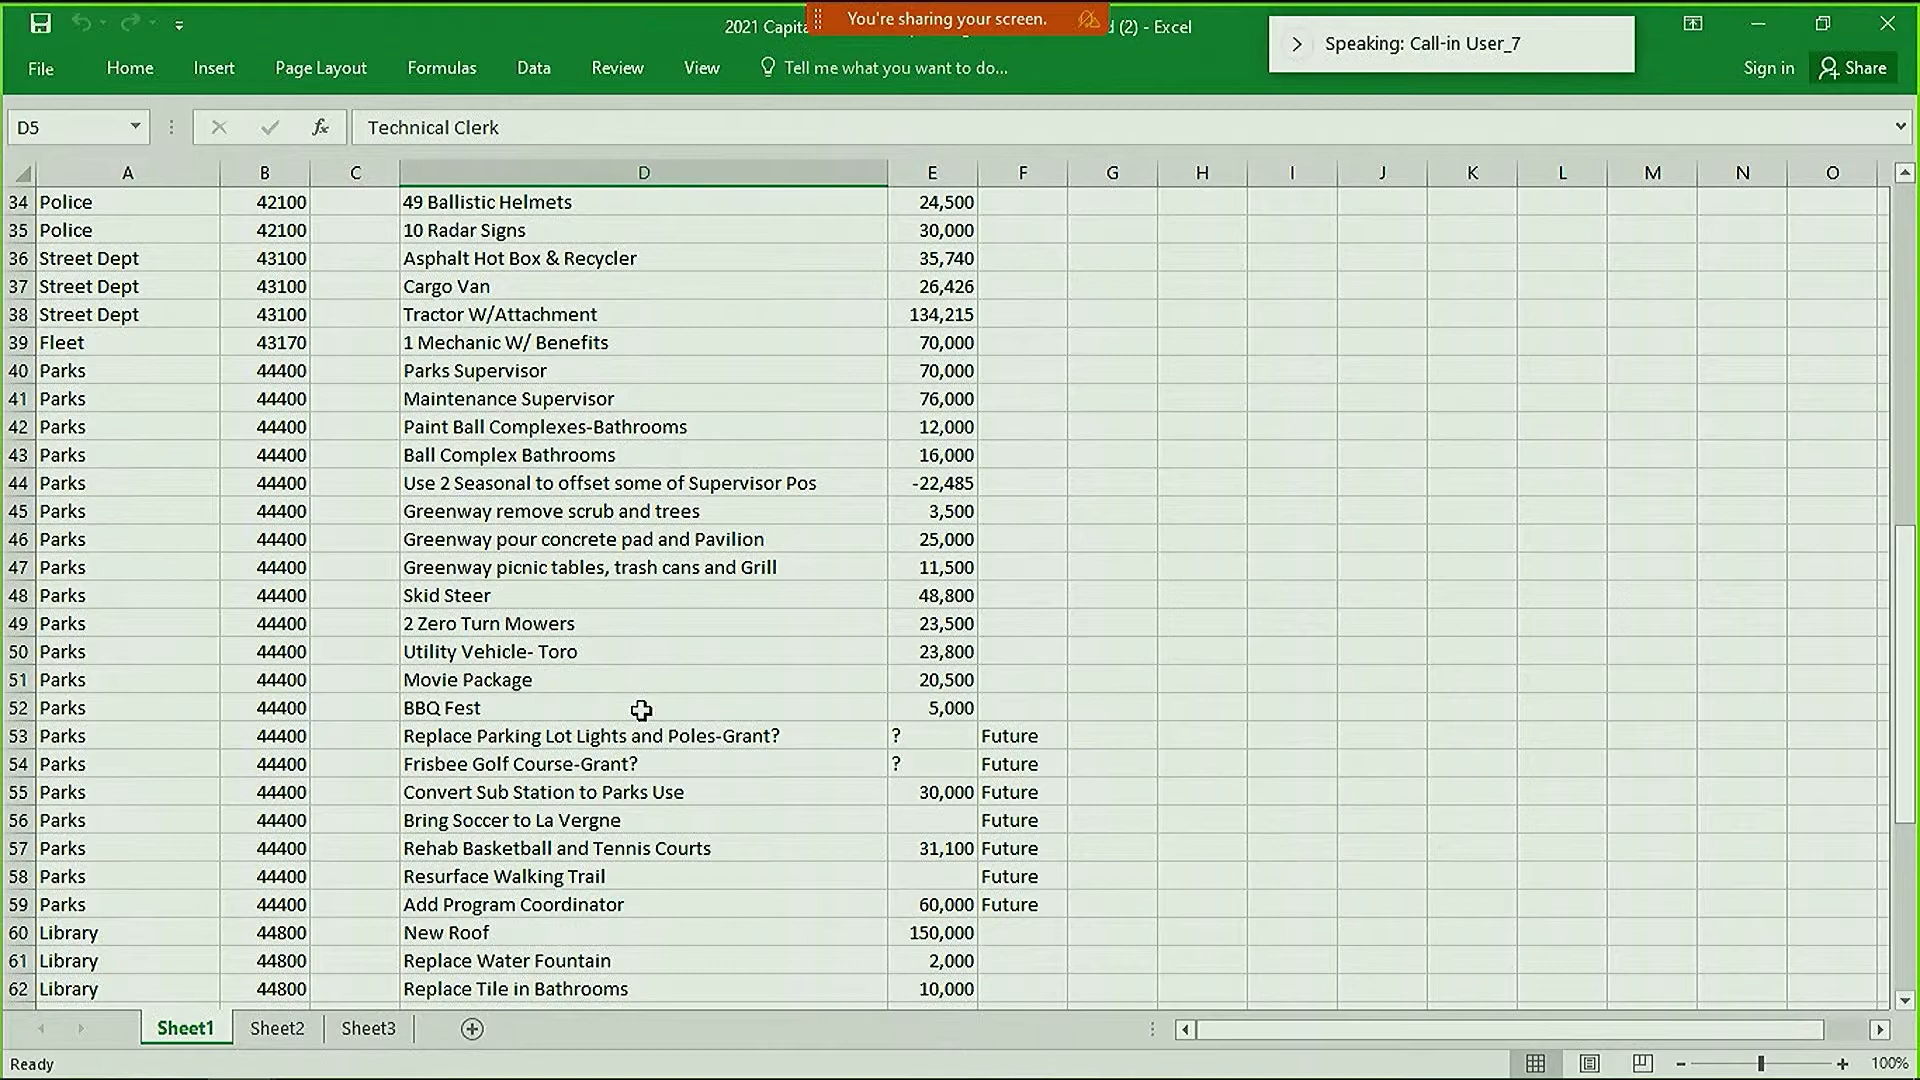 2021 Capita
You're sharing your screen.
d (2) - Excel
Speaking: Call-in User_7
File Home Insert Page Layout Formulas Data Review View Tell me what you want to do... Sign in Share
D5 fx Technical Clerk
A B C D E F G H I J K L M N O
34 Police 42100 49 Ballistic Helmets 24,500
35 Police 42100 10 Radar Signs 30,000
36 Street Dept 43100 Asphalt Hot Box & Recycler 35,740
37 Street Dept 43100 Cargo Van 26,426
38 Street Dept 43100 Tractor W/Attachment 134,215
39 Fleet 43170 1 Mechanic W/ Benefits 70,000
40 Parks 44400 Parks Supervisor 70,000
41 Parks 44400 Maintenance Supervisor 76,000
42 Parks 44400 Paint Ball Complexes-Bathrooms 12,000
43 Parks 44400 Ball Complex Bathrooms 16,000
44 Parks 44400 Use 2 Seasonal to offset some of Supervisor Pos -22,485
45 Parks 44400 Greenway remove scrub and trees 3,500
46 Parks 44400 Greenway pour concrete pad and Pavilion 25,000
47 Parks 44400 Greenway picnic tables, trash cans and Grill 11,500
48 Parks 44400 Skid Steer 48,800
49 Parks 44400 2 Zero Turn Mowers 23,500
50 Parks 44400 Utility Vehicle- Toro 23,800
51 Parks 44400 Movie Package 20,500
52 Parks 44400 BBQ Fest 5,000
53 Parks 44400 Replace Parking Lot Lights and Poles-Grant? ? Future
54 Parks 44400 Frisbee Golf Course-Grant? ? Future
55 Parks 44400 Convert Sub Station to Parks Use 30,000 Future
56 Parks 44400 Bring Soccer to La Vergne Future
57 Parks 44400 Rehab Basketball and Tennis Courts 31,100 Future
58 Parks 44400 Resurface Walking Trail Future
59 Parks 44400 Add Program Coordinator 60,000 Future
60 Library 44800 New Roof 150,000
61 Library 44800 Replace Water Fountain 2,000
62 Library 44800 Replace Tile in Bathrooms 10,000
Sheet1 Sheet2 Sheet3
Ready 100%